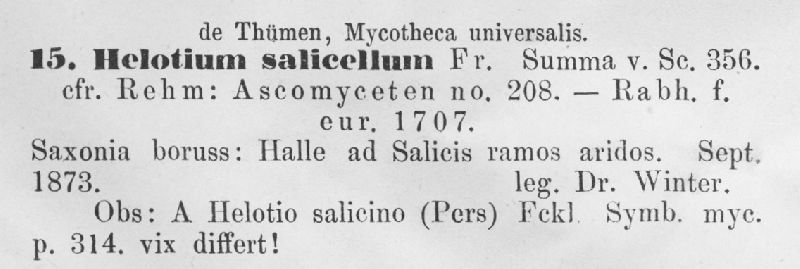 de Thümen, Mycotheca universalis.
15. Helotium salicellum Fr. Summa v. Sc. 356.
cfr. Rehm: Ascomyceten no. 208. — Rabh. f.
eur. 1707.
Saxonia boruss: Halle ad Salicis ramos aridos. Sept.
1873. leg. Dr. Winter.
Obs: A Helotio salicino (Pers) Fckl Symb. myc.
p. 314. vix differt!